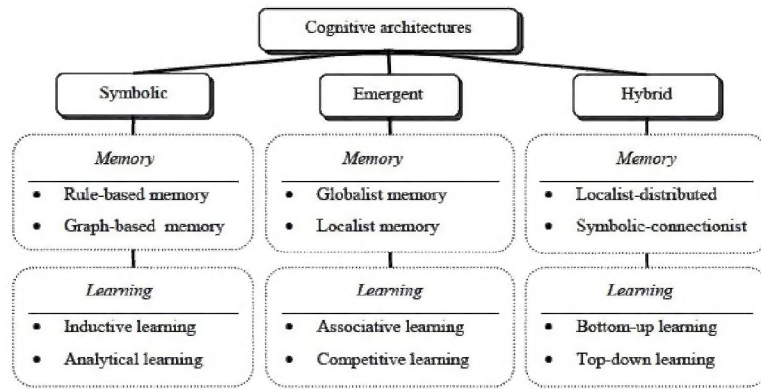 Cognitive architectures
Symbolic
Emergent
Hybrid
Memory
• Rule-based memory
• Graph-based memory
Memory
• Globalist memory
• Localist memory
Memory
• Localist-distributed
• Symbolic-connectionist
Learning
• Inductive learning
• Analytical learning
Learning
• Associative learning
• Competitive learning
Learning
• Bottom-up learning
• Top-down learning